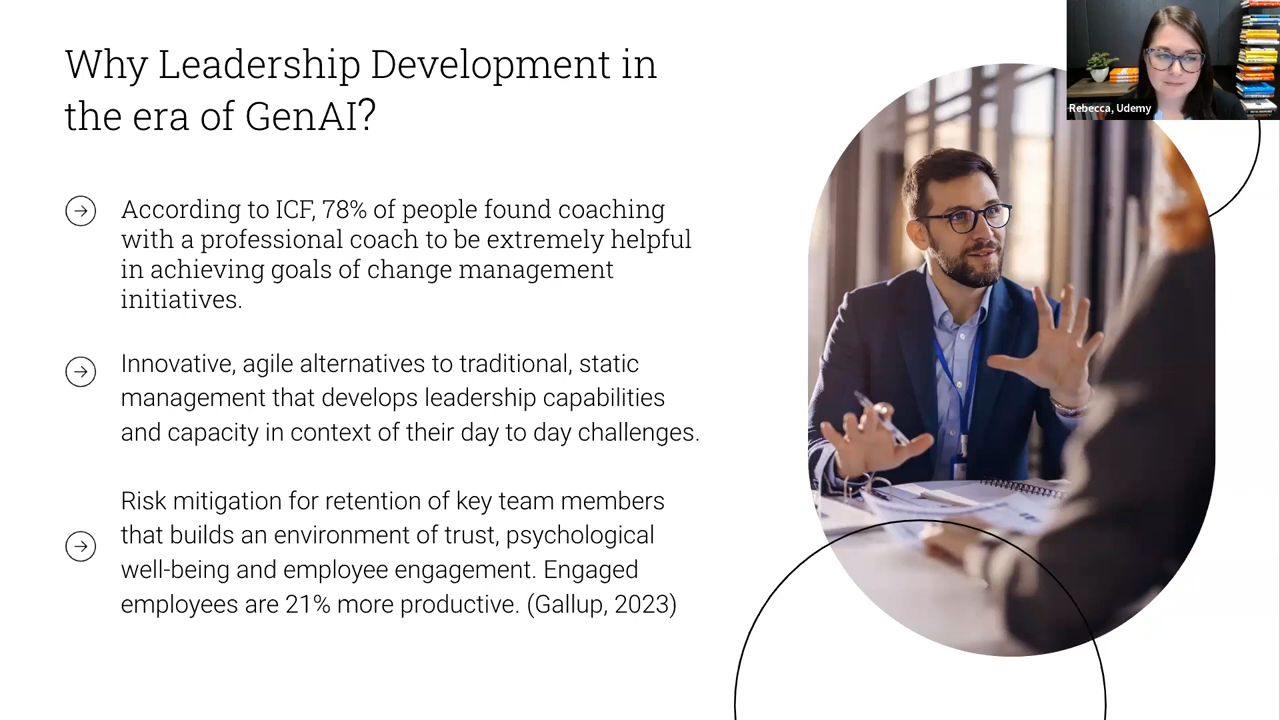 Why Leadership Development in
the era of GenAI?
According to ICF, 78% of people found coaching
with a professional coach to be extremely helpful
in achieving goals of change management
initiatives.
Innovative, agile alternatives to traditional, static
management that develops leadership capabilities
and capacity in context of their day to day challenges.
Risk mitigation for retention of key team members
that builds an environment of trust, psychological
well-being and employee engagement. Engaged
employees are 21% more productive. (Gallup, 2023)
Rebecca, Udemy